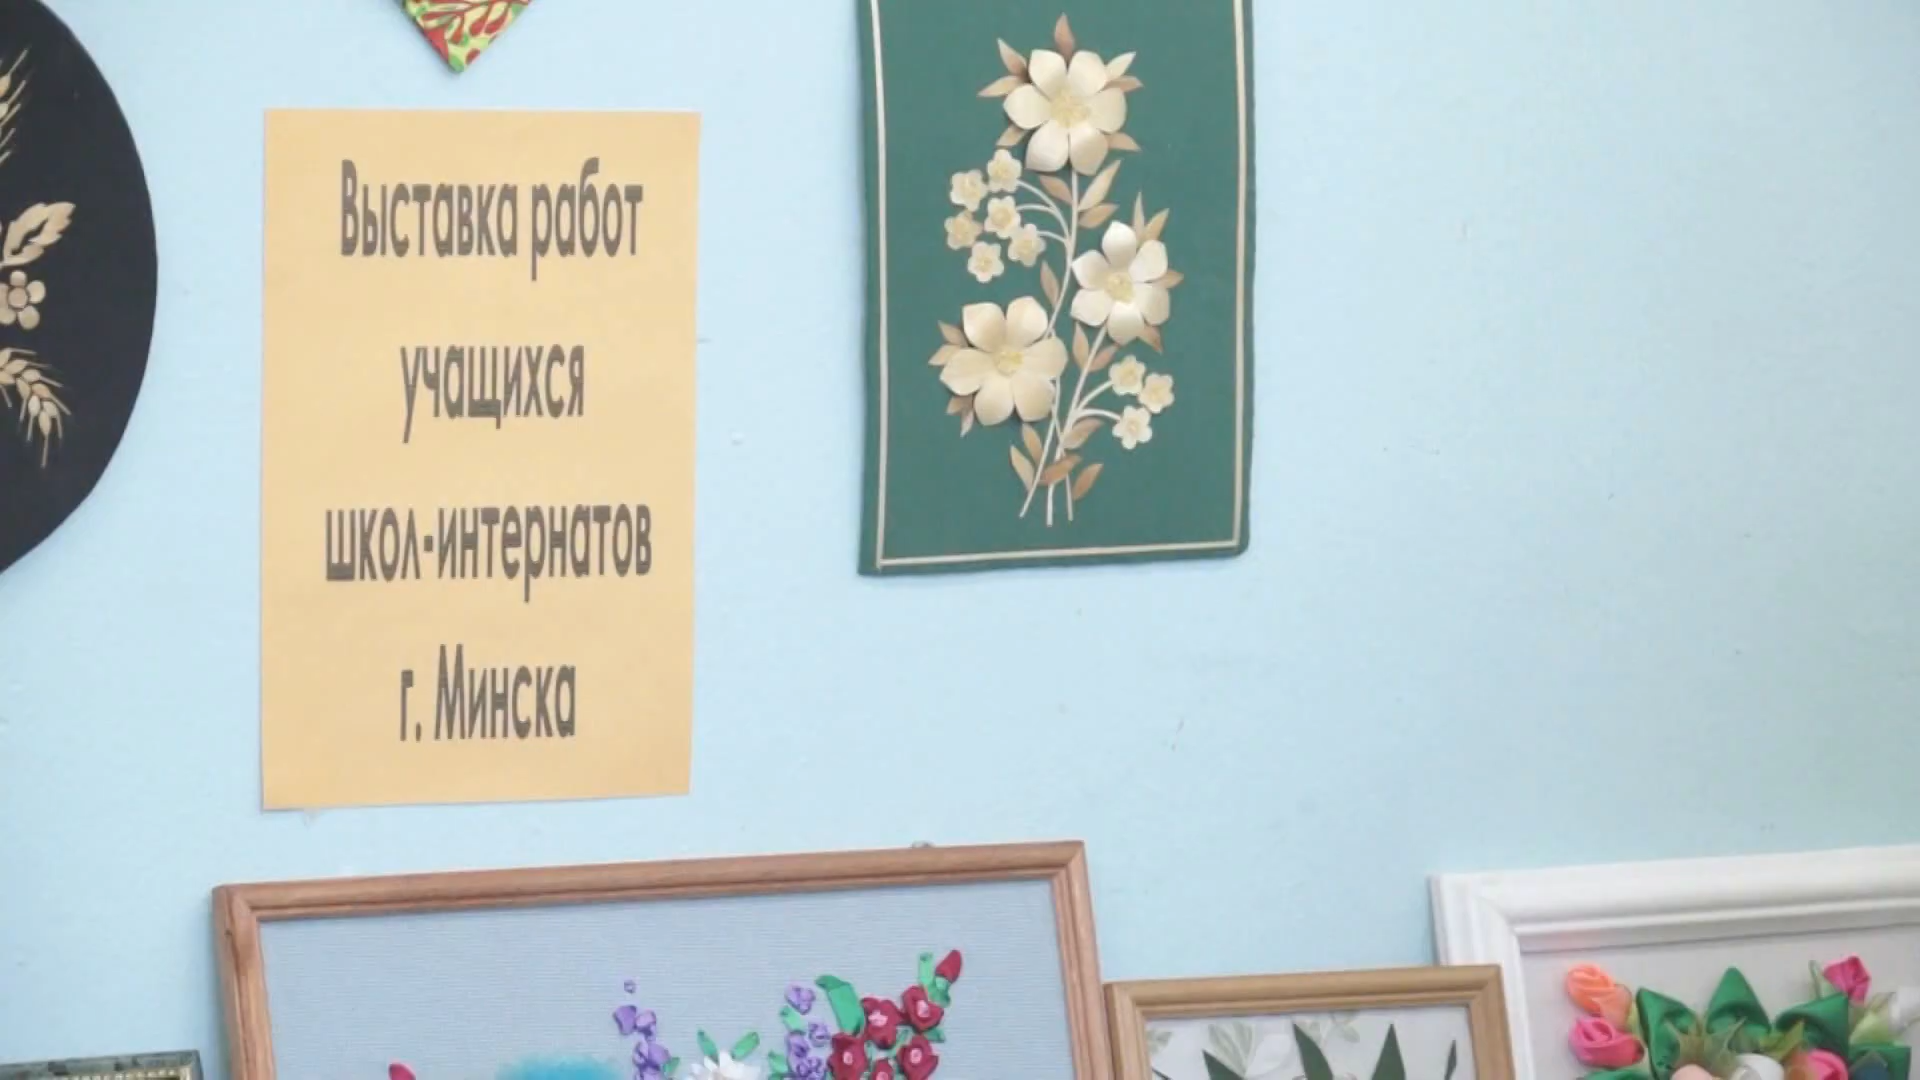 Выставка работ
учащихся
школ-интернатов
г. Минска